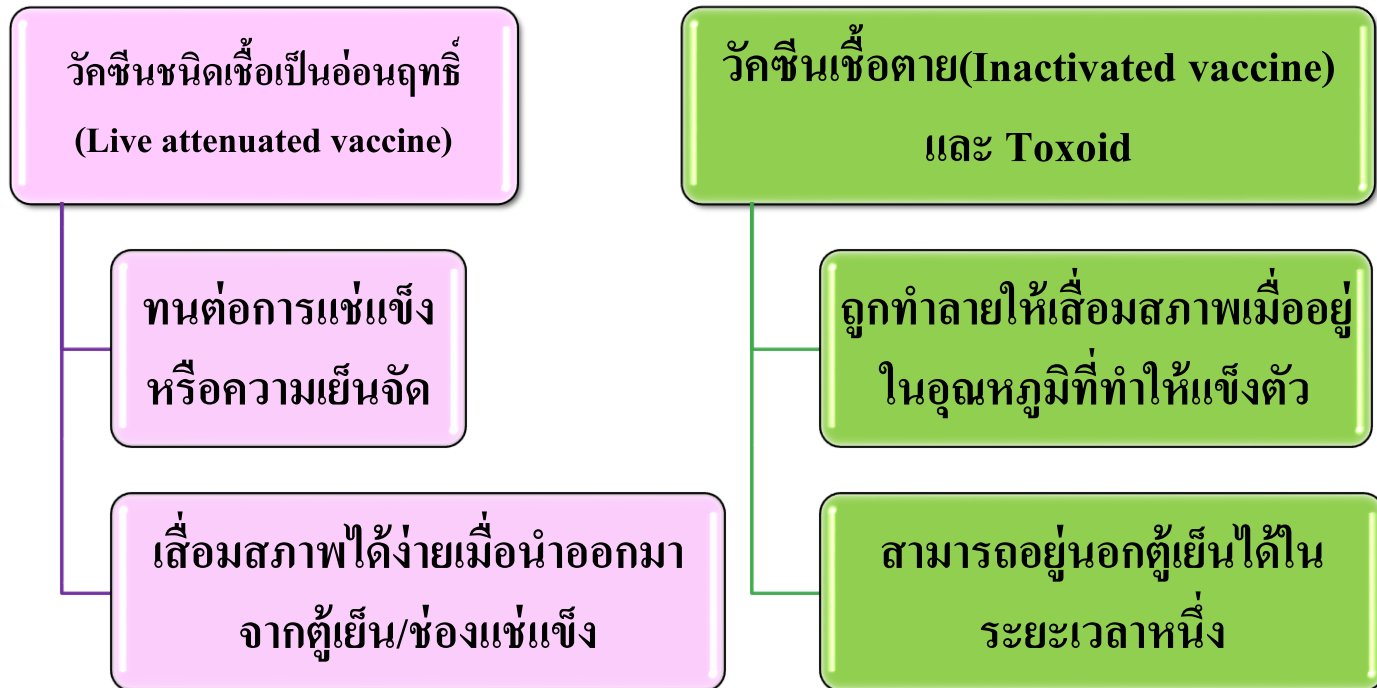 วัคซีนชนิดเชื้อเป็นอ่อนฤทธิ์
(Live attenuated vaccine)
ทนต่อการแช่แข็ง
หรือความเย็นจัด
เสื่อมสภาพได้ง่ายเมื่อนำออกมา
จากตู้เย็น/ช่องแช่แข็ง
วัคซีนเชื้อตาย(Inactivated vaccine)
และ Toxoid
ถูกทำลายให้เสื่อมสภาพเมื่ออยู่
ในอุณหภูมิที่ทำให้แข็งตัว
สามารถอยู่นอกตู้เย็นได้ใน
ระยะเวลาหนึ่ง